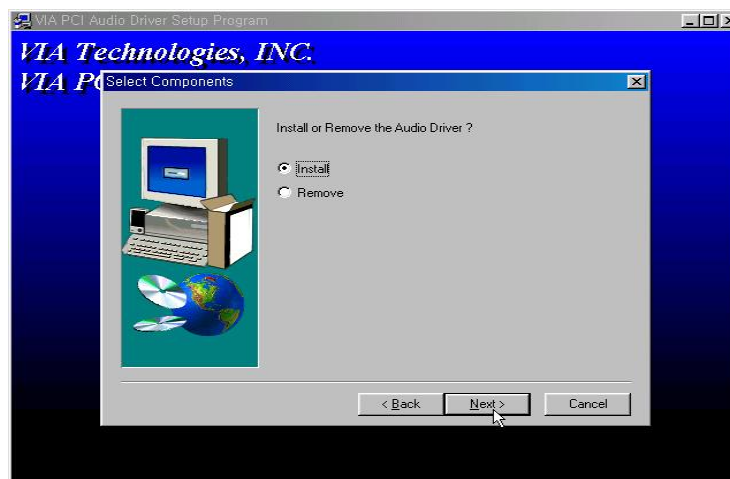 VIA PCI Audio Driver Setup Program
VIA Technologies, INC.
VIA P
Select Components
Install or Remove the Audio Driver ?
Install
Remove
< Back
Next >
Cancel